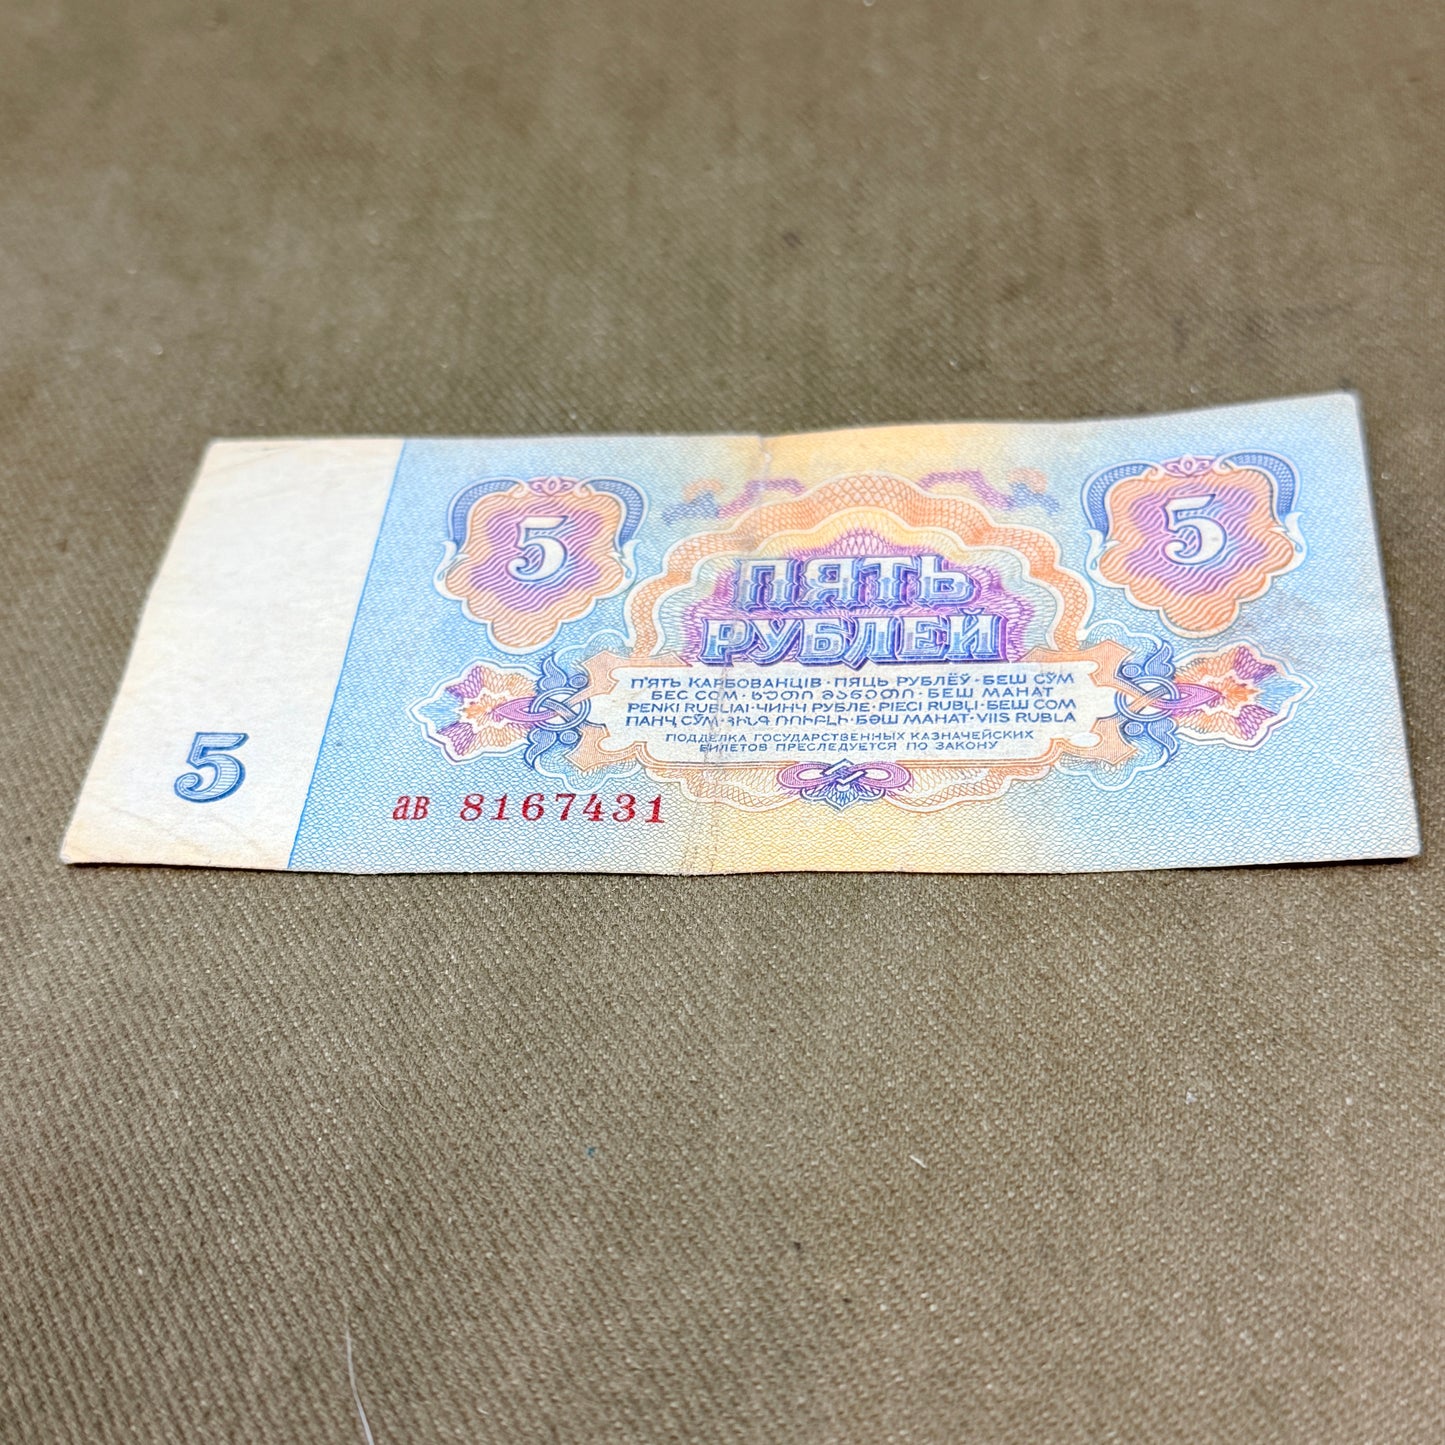 5
5
ПЯТЬ
РУБЛЕЙ
П'ЯТЬ КАРБОВАНЦІВ · ПЯЦЬ РУБЛЁЎ · БЕШ СЎМ
БЕС СОМ · ᲮᲣᲗᲘ ᲛᲐᲜᲔᲗᲘ · БЕШ МАНАТ
PENKI RUBLIAI · ЧИНЧ РУБЛЕ · PIECI RUBĻI · БЕШ СОМ
ПАНҶ СӮМ · ՀԻՆԳ ՌՈՒԲԼԻ · БӘШ МАНАТ · VIIS RUBLA
ПОДДЕЛКА ГОСУДАРСТВЕННЫХ КАЗНАЧЕЙСКИХ
БИЛЕТОВ ПРЕСЛЕДУЕТСЯ ПО ЗАКОНУ
5
ав 8167431